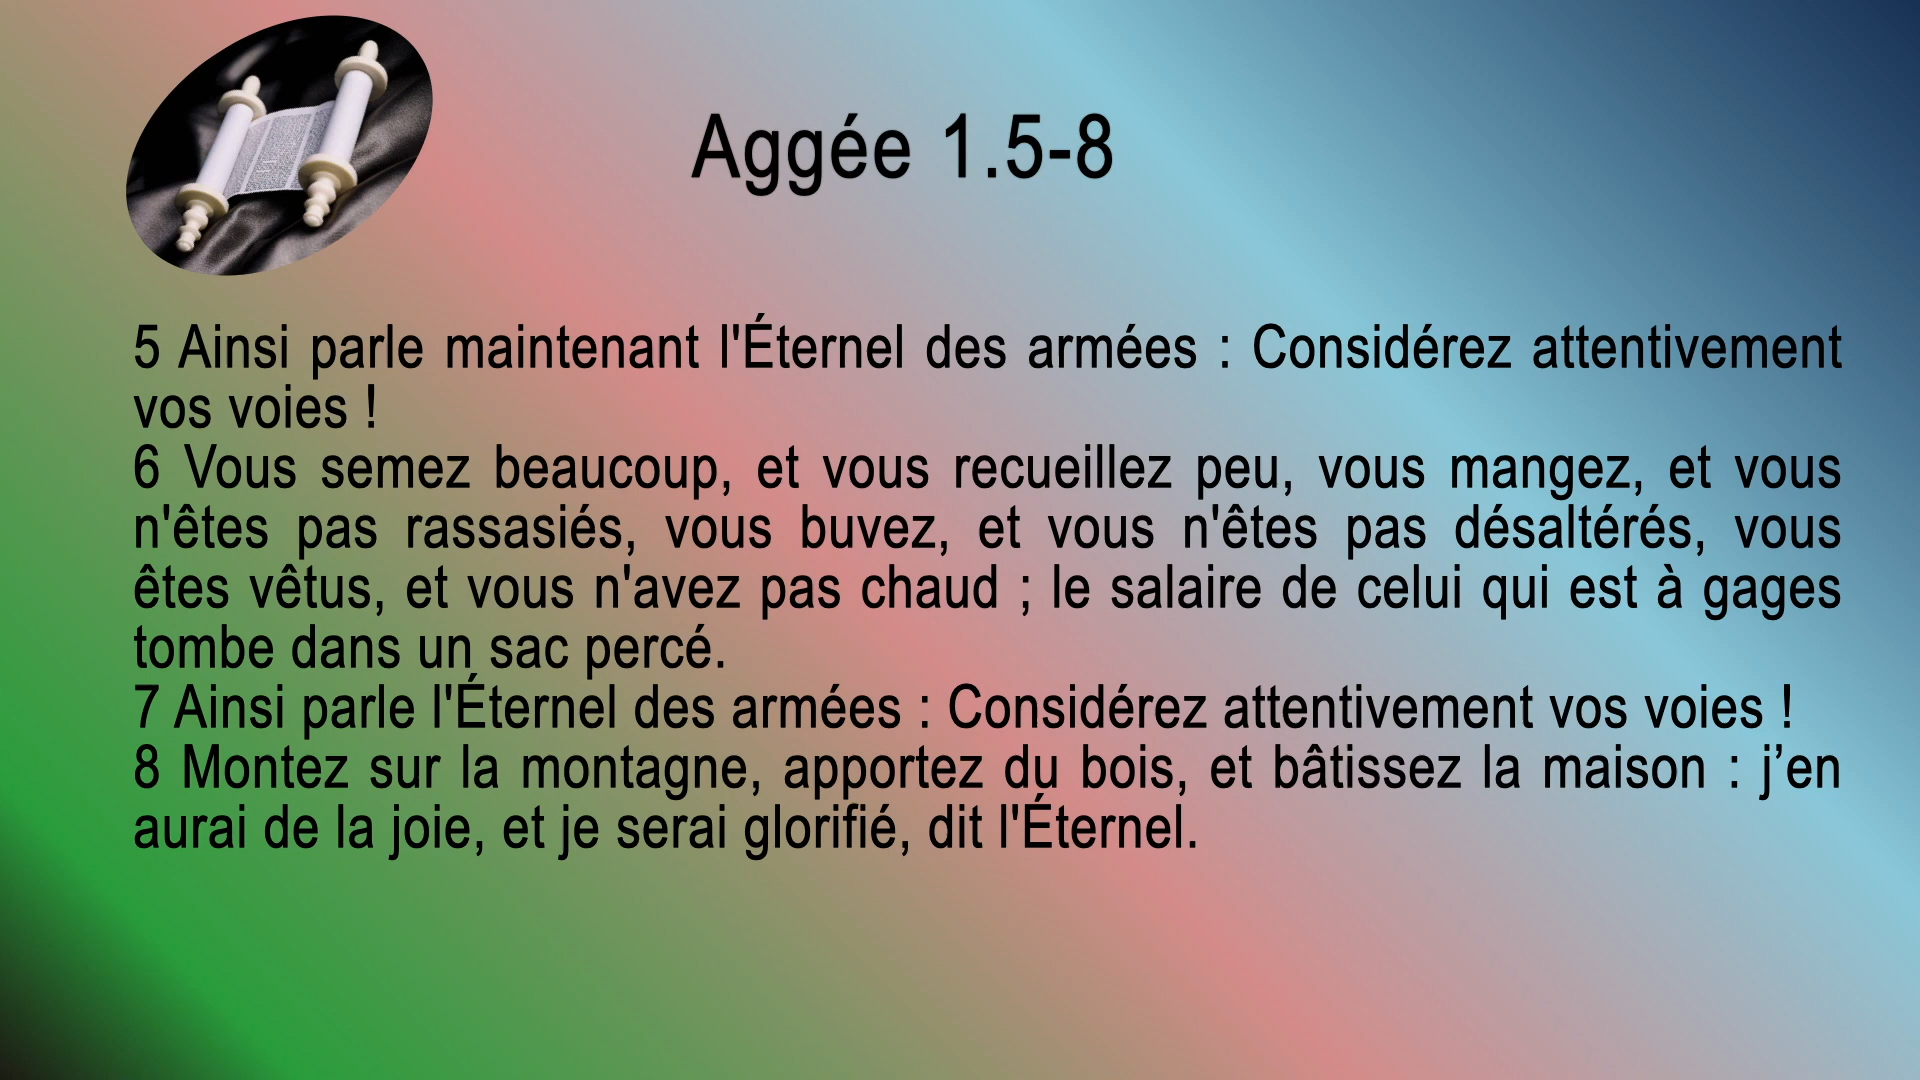 Aggée 1.5-8
5 Ainsi parle maintenant l'Éternel des armées : Considérez attentivement
vos voies !
6 Vous semez beaucoup, et vous recueillez peu, vous mangez, et vous
n'êtes pas rassasiés, vous buvez, et vous n'êtes pas désaltérés, vous
êtes vêtus, et vous n'avez pas chaud ; le salaire de celui qui est à gages
tombe dans un sac percé.
7 Ainsi parle l'Éternel des armées : Considérez attentivement vos voies !
8 Montez sur la montagne, apportez du bois, et bâtissez la maison : j’en
aurai de la joie, et je serai glorifié, dit l'Éternel.